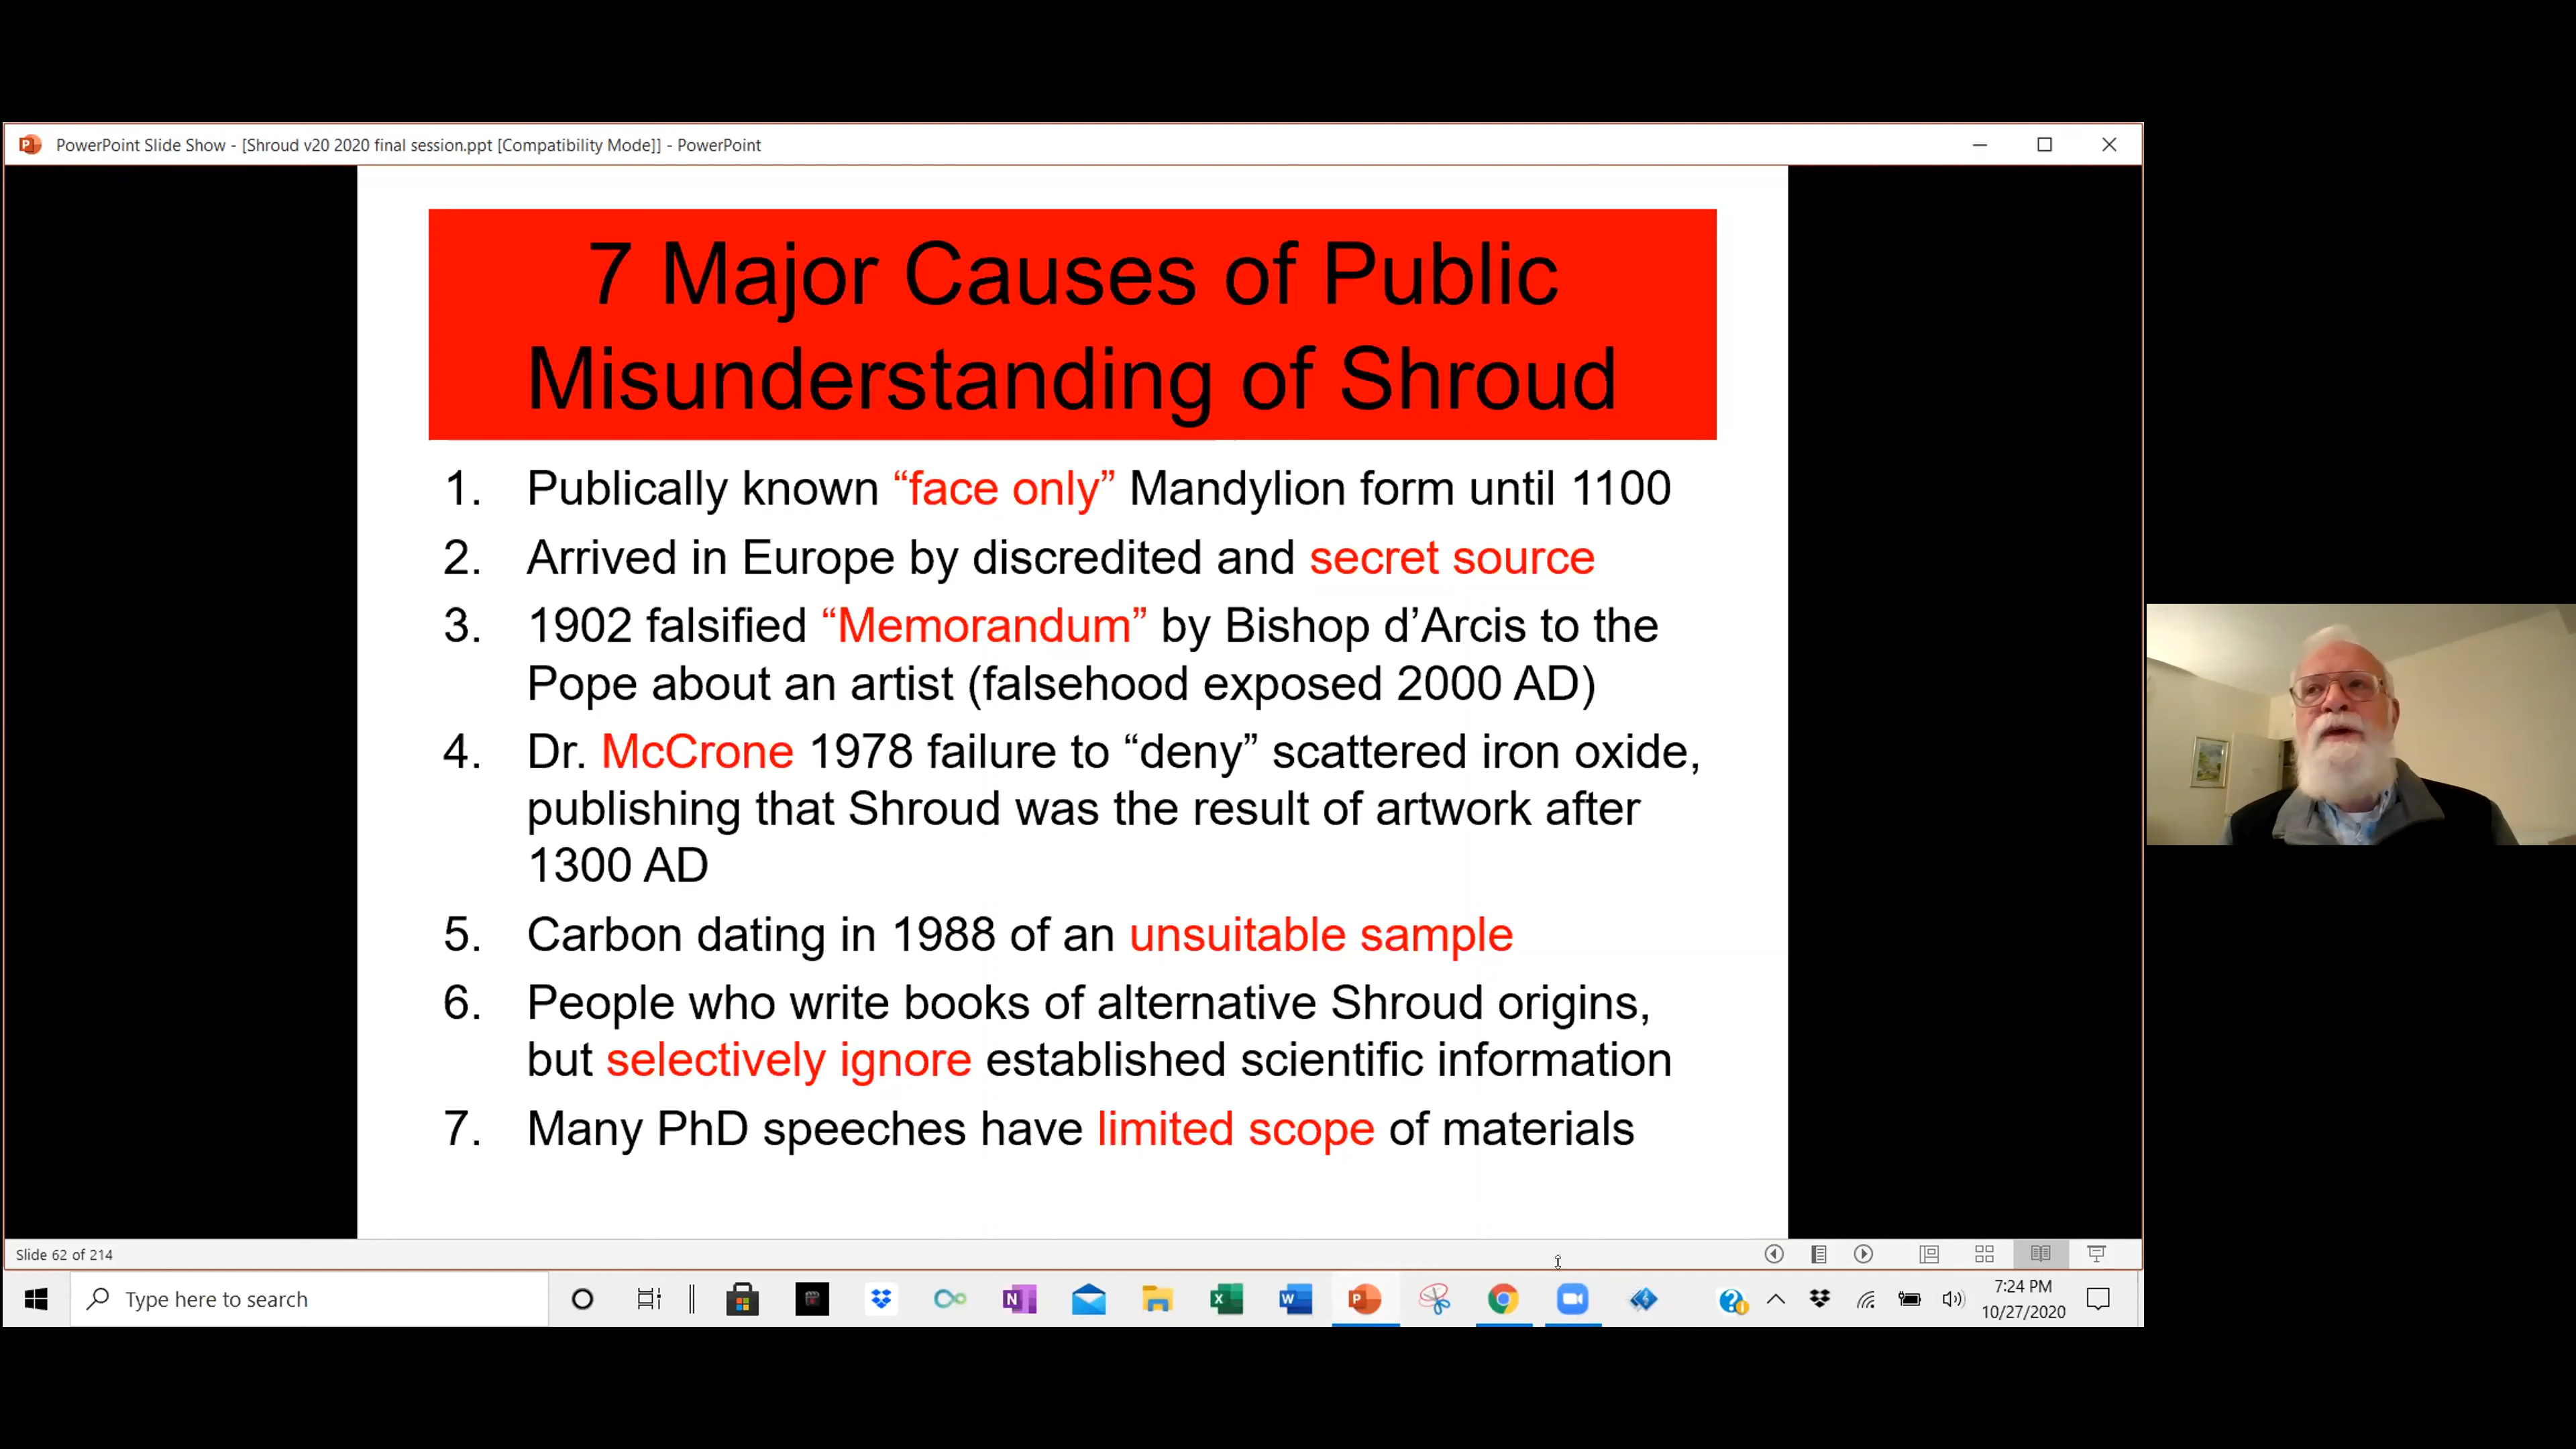 PowerPoint Slide Show - [Shroud v20 2020 final session.ppt [Compatibility Mode]] - PowerPoint
7 Major Causes of Public
Misunderstanding of Shroud
1. Publically known “face only” Mandylion form until 1100
2. Arrived in Europe by discredited and secret source
3. 1902 falsified “Memorandum” by Bishop d’Arcis to the
Pope about an artist (falsehood exposed 2000 AD)
4. Dr. McCrone 1978 failure to “deny” scattered iron oxide,
publishing that Shroud was the result of artwork after
1300 AD
5. Carbon dating in 1988 of an unsuitable sample
6. People who write books of alternative Shroud origins,
but selectively ignore established scientific information
7. Many PhD speeches have limited scope of materials
Slide 62 of 214
Type here to search
7:24 PM
10/27/2020